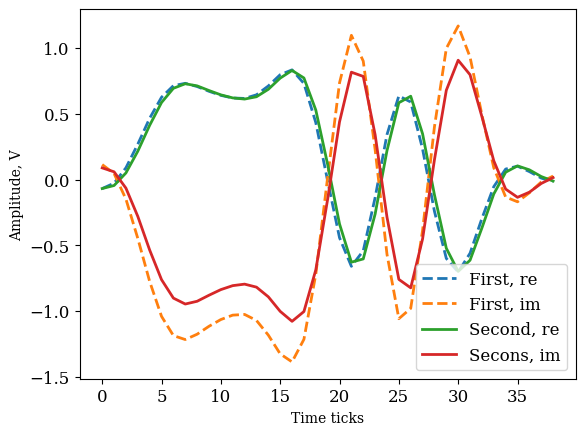 1.0
0.5
0.0
−0.5
−1.0
−1.5
Amplitude, V
0 5 10 15 20 25 30 35
Time ticks
First, re
First, im
Second, re
Secons, im